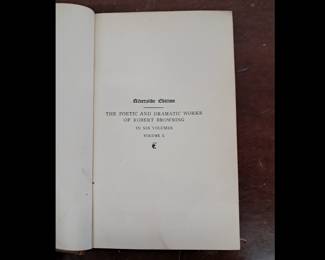 Riverside Edition
THE POETIC AND DRAMATIC WORKS
OF ROBERT BROWNING
IN SIX VOLUMES
VOLUME I.